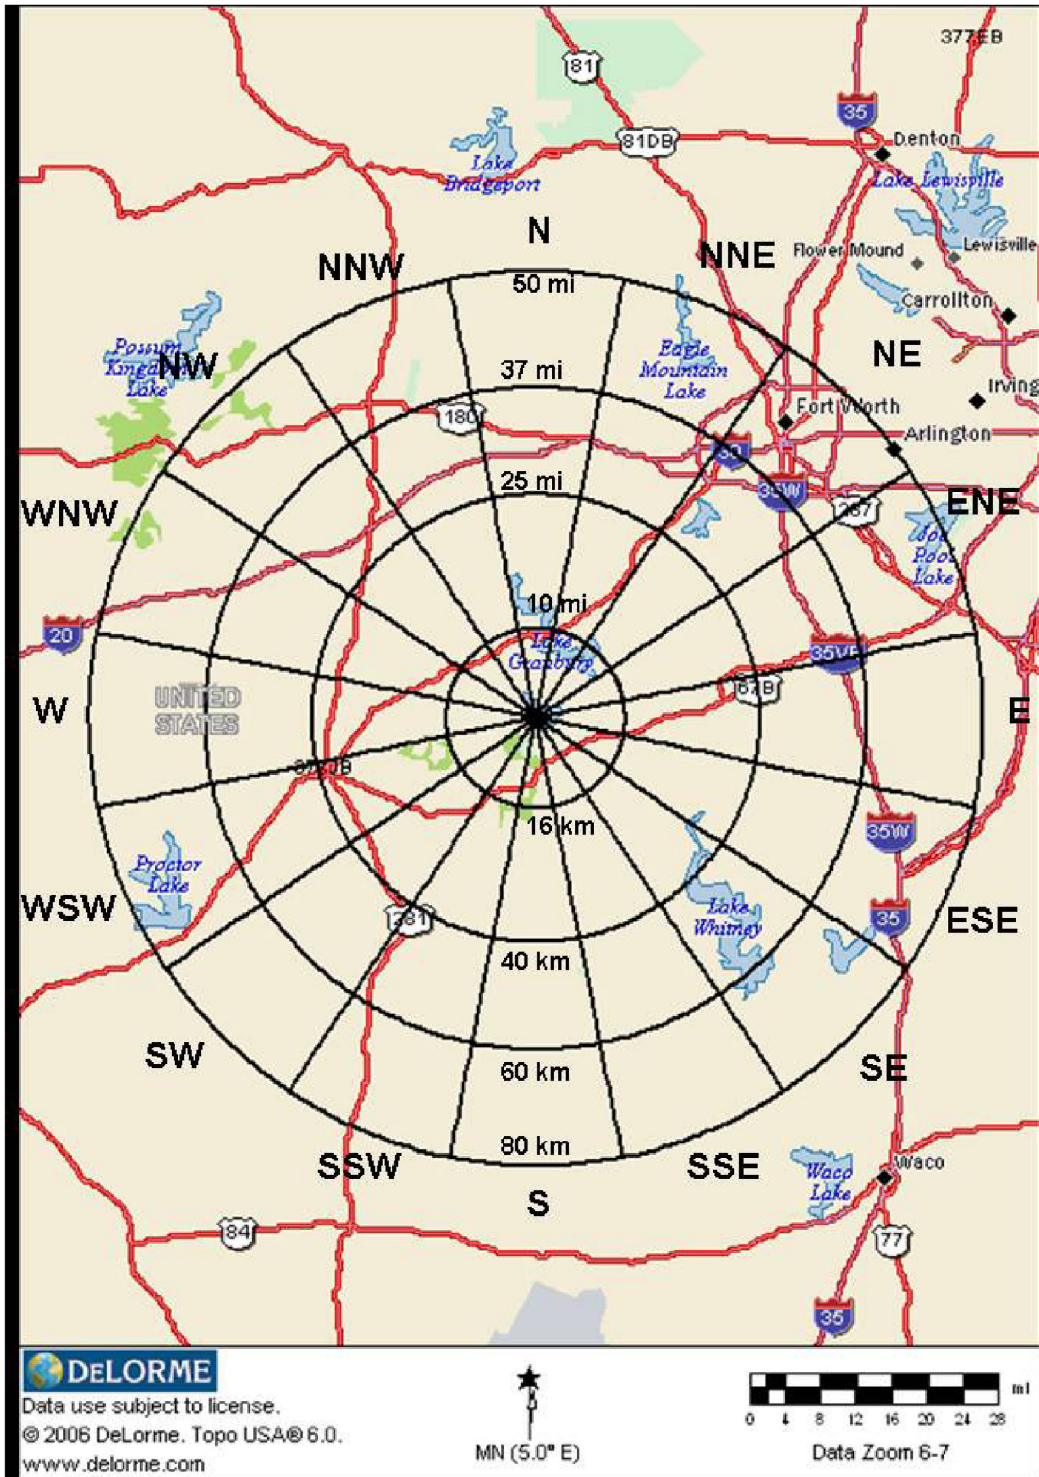 377EB
81
35
81DB
Denton
Lake
Bridgeport
Lake Lewisville
N
NNW
NNE
Flower Mound
Lewisville
50 mi
Carrollton
Possum
Kingdom
Lake
NW
Eagle
Mountain
Lake
NE
37 mi
Irving
180
Fort Worth
Arlington
25 mi
35W
287
WNW
ENE
Joe
Pool
Lake
10 mi
20
Lake
Granbury
67B
W
UNITED
STATES
E
16 km
35W
Proctor
Lake
WSW
281
Lake
Whitney
35
ESE
40 km
SW
60 km
SE
80 km
SSW
SSE
Waco
Lake
Waco
S
84
77
35
DELORME
Data use subject to license.
© 2006 DeLorme. Topo USA® 6.0.
www.delorme.com
MN (5.0° E)
mi
0 4 8 12 16 20 24 28
Data Zoom 6-7